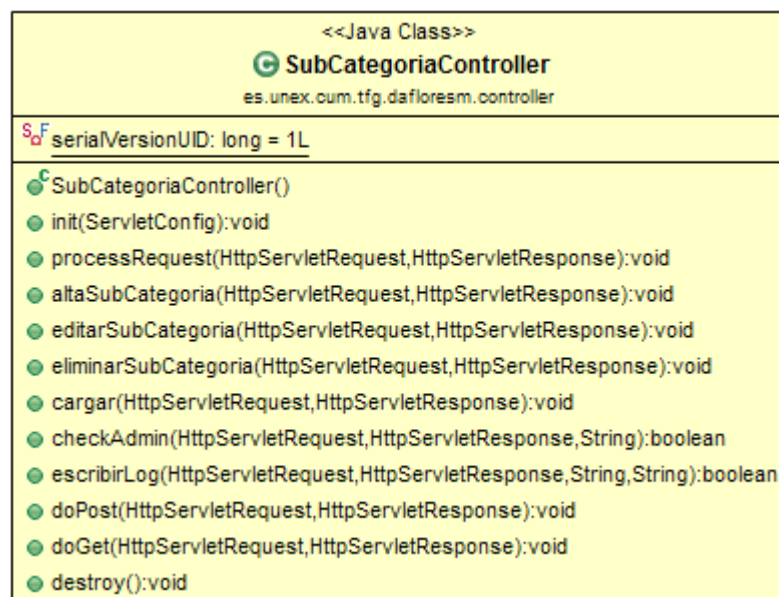 <<Java Class>>
C SubCategoriaController
es.unex.cum.tfg.dafloresm.controller
S F serialVersionUID: long = 1L
C SubCategoriaController()
init(ServletConfig):void
processRequest(HttpServletRequest,HttpServletResponse):void
altaSubCategoria(HttpServletRequest,HttpServletResponse):void
editarSubCategoria(HttpServletRequest,HttpServletResponse):void
eliminarSubCategoria(HttpServletRequest,HttpServletResponse):void
cargar(HttpServletRequest,HttpServletResponse):void
checkAdmin(HttpServletRequest,HttpServletResponse,String):boolean
escribirLog(HttpServletRequest,HttpServletResponse,String,String):boolean
doPost(HttpServletRequest,HttpServletResponse):void
doGet(HttpServletRequest,HttpServletResponse):void
destroy():void